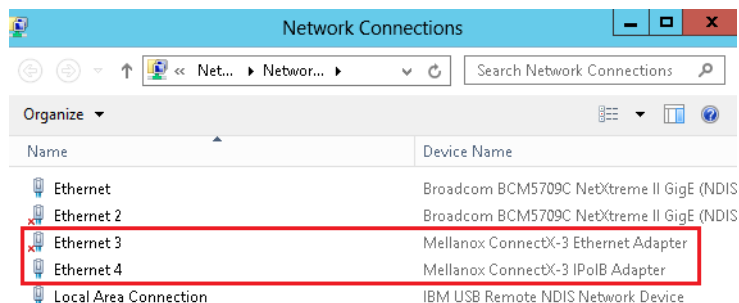 Network Connections
« Net... Networ... Search Network Connections
Organize
Name Device Name
Ethernet Broadcom BCM5709C NetXtreme II GigE (NDIS
Ethernet 2 Broadcom BCM5709C NetXtreme II GigE (NDIS
Ethernet 3 Mellanox ConnectX-3 Ethernet Adapter
Ethernet 4 Mellanox ConnectX-3 IPoIB Adapter
Local Area Connection IBM USB Remote NDIS Network Device